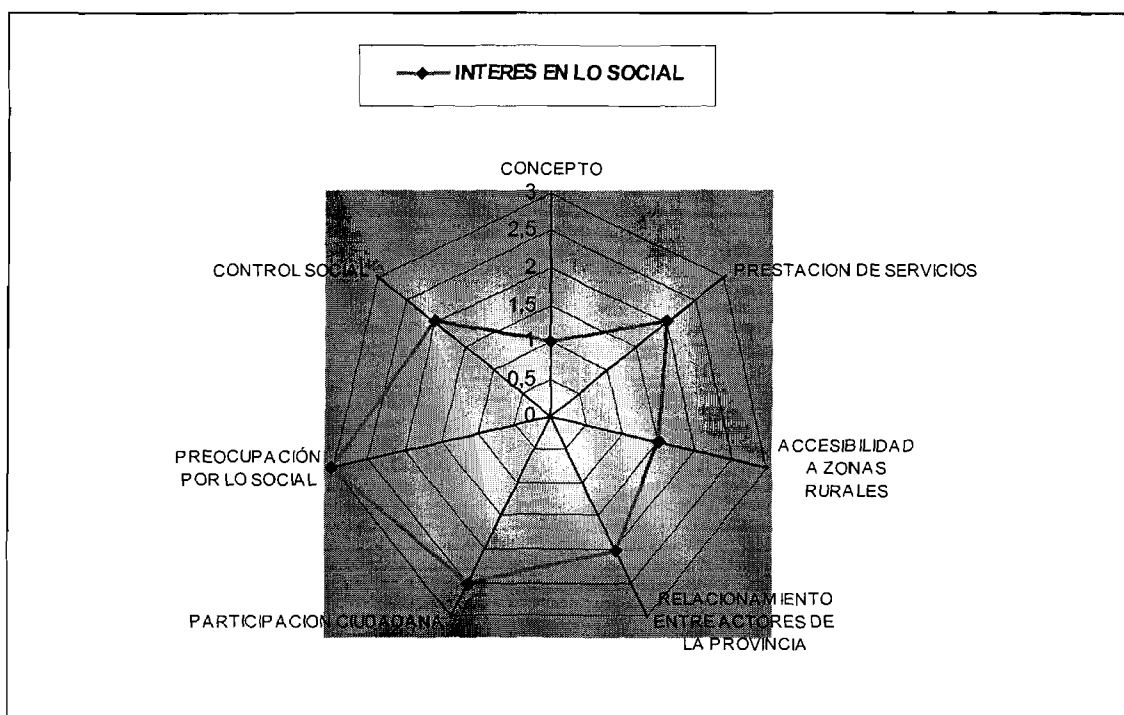 INTERES EN LO SOCIAL
CONCEPTO
3
2,5
2
1,5
1
0,5
0
PRESTACION DE SERVICIOS
ACCESIBILIDAD
A ZONAS
RURALES
RELACIONAMIENTO
ENTRE ACTORES DE
LA PROVINCIA
PARTICIPACION CIUDADANA
PREOCUPACIÓN
POR LO SOCIAL
CONTROL SOCIAL